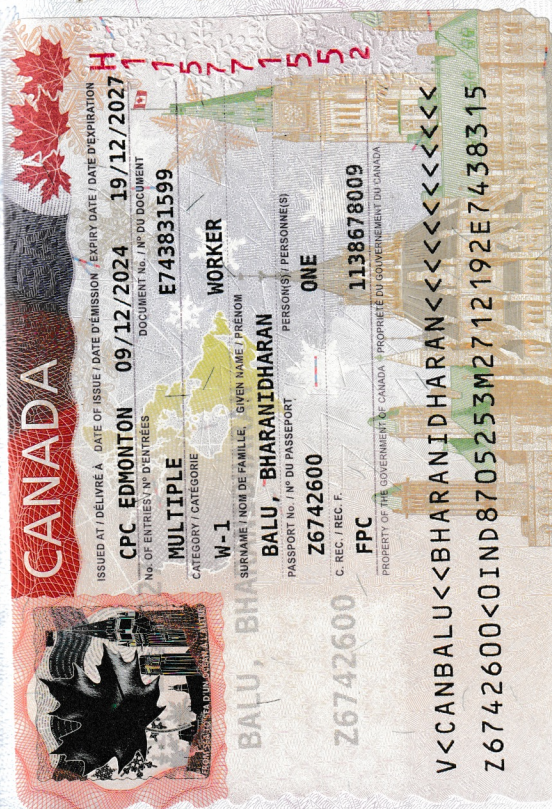 CANADA
H115771552
ISSUED AT / DÉLIVRÉ À DATE OF ISSUE / DATE D'ÉMISSION EXPIRY DATE / DATE D'EXPIRATION
CPC EDMONTON 09/12/2024 19/12/2027
No. OF ENTRIES / Nº D'ENTRÉES DOCUMENT No. / Nº DU DOCUMENT
MULTIPLE E743831599
CATEGORY / CATÉGORIE
W-1 WORKER
SURNAME / NOM DE FAMILLE, GIVEN NAME / PRÉNOM
BALU, BHARANIDHARAN
PASSPORT No. / Nº DU PASSEPORT PERSON(S) / PERSONNE(S)
Z6742600 ONE
C. REC. / REC. F.
FPC 1138678009
PROPERTY OF THE GOVERNMENT OF CANADA PROPRIÉTÉ DU GOUVERNEMENT DU CANADA
BALU, BHAR
Z6742600
V<CANBALU<<BHARANIDHARAN<<<<<<<<<<<<
Z6742600<0IND8705253M2712192E7438315